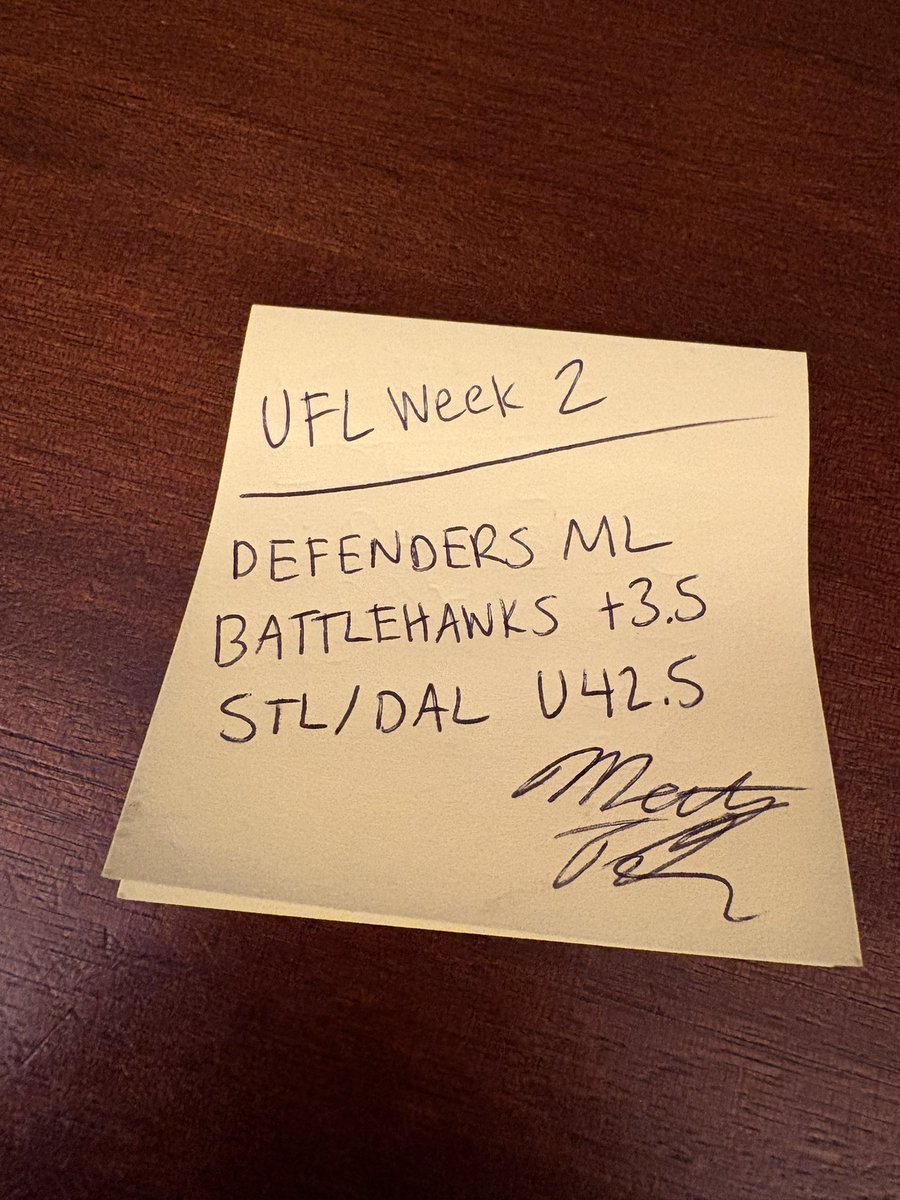 UFL Week 2
DEFENDERS ML
BATTLEHAWKS +3.5
STL/DAL U42.5